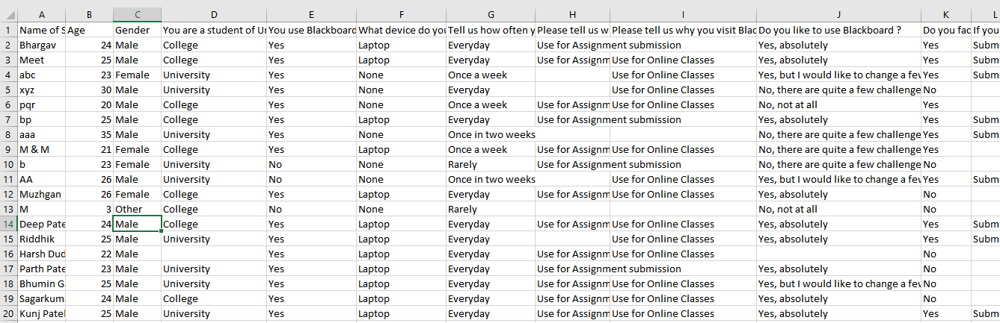 A B C D E F G H I J K L
1 Name of S Age Gender You are a student of Ur You use Blackboard What device do you Tell us how often y Please tell us w Please tell us why you visit Blac Do you like to use Blackboard ? Do you fac If you
2 Bhargav 24 Male College Yes Laptop Everyday Use for Assignment submission Yes, absolutely Yes Subm
3 Meet 25 Male College Yes Laptop Everyday Use for Assignm Use for Online Classes Yes, absolutely Yes Subm
4 abc 23 Female University Yes None Once a week Use for Online Classes Yes, but I would like to change a few Yes Subm
5 xyz 30 Male University Yes None Everyday Use for Online Classes No, there are quite a few challenge No
6 pqr 20 Male College Yes None Once a week Use for Assignm Use for Online Classes No, not at all Yes
7 bp 25 Male College Yes Laptop Everyday Use for Assignment submission Yes, absolutely Yes Subm
8 aaa 35 Male University Yes None Once in two weeks No, there are quite a few challenge Yes Subm
9 M & M 21 Female College Yes Laptop Once a week Use for Assignm Use for Online Classes No, there are quite a few challenge Yes
10 b 23 Female University No None Rarely Use for Assignment submission No, there are quite a few challenge No
11 AA 26 Male University No None Once in two weeks Use for Online Classes Yes, but I would like to change a few Yes Subm
12 Muzhgan 26 Female College Yes Laptop Everyday Use for Assignm Use for Online Classes Yes, absolutely No
13 M 3 Other College No None Rarely No, not at all No
14 Deep Pate 24 Male College Yes Laptop Everyday Use for Assignm Use for Online Classes Yes, absolutely Yes Subm
15 Riddhik 25 Male University Yes Laptop Everyday Use for Online Classes Yes, absolutely Yes Subm
16 Harsh Dud 22 Male Yes Laptop Everyday Use for Assignm Use for Online Classes No
17 Parth Pate 23 Male University Yes Laptop Everyday Use for Assignment submission Yes, absolutely No
18 Bhumin G 25 Male University Yes Laptop Everyday Use for Assignm Use for Online Classes Yes, but I would like to change a few No
19 Sagarkum 24 Male College Yes Laptop Everyday Use for Assignm Use for Online Classes Yes, absolutely No
20 Kunj Patel 25 Male University Yes Laptop Everyday Use for Assignm Use for Online Classes Yes, absolutely Yes Subm